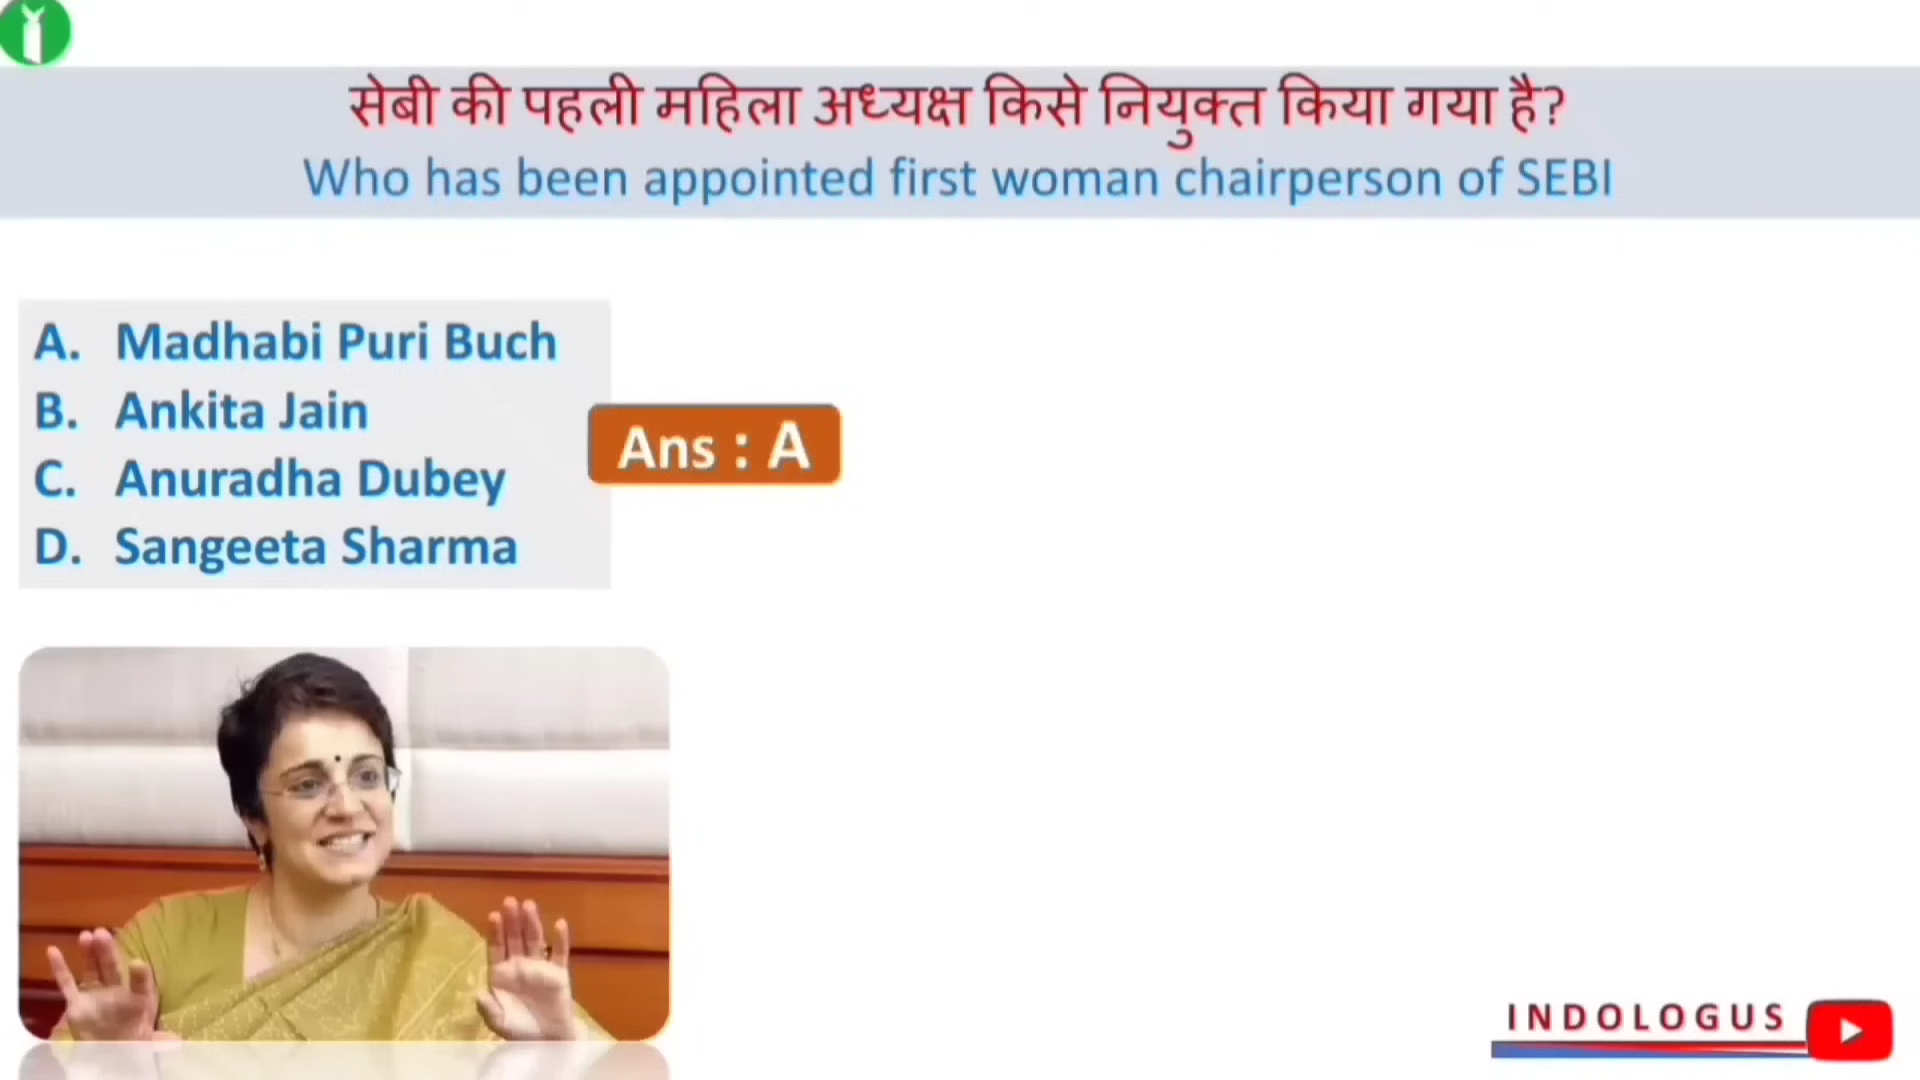 सेबी की पहली महिला अध्यक्ष किसे नियुक्त किया गया है?
Who has been appointed first woman chairperson of SEBI
A. Madhabi Puri Buch
B. Ankita Jain
C. Anuradha Dubey
D. Sangeeta Sharma
Ans : A
INDOLOGUS